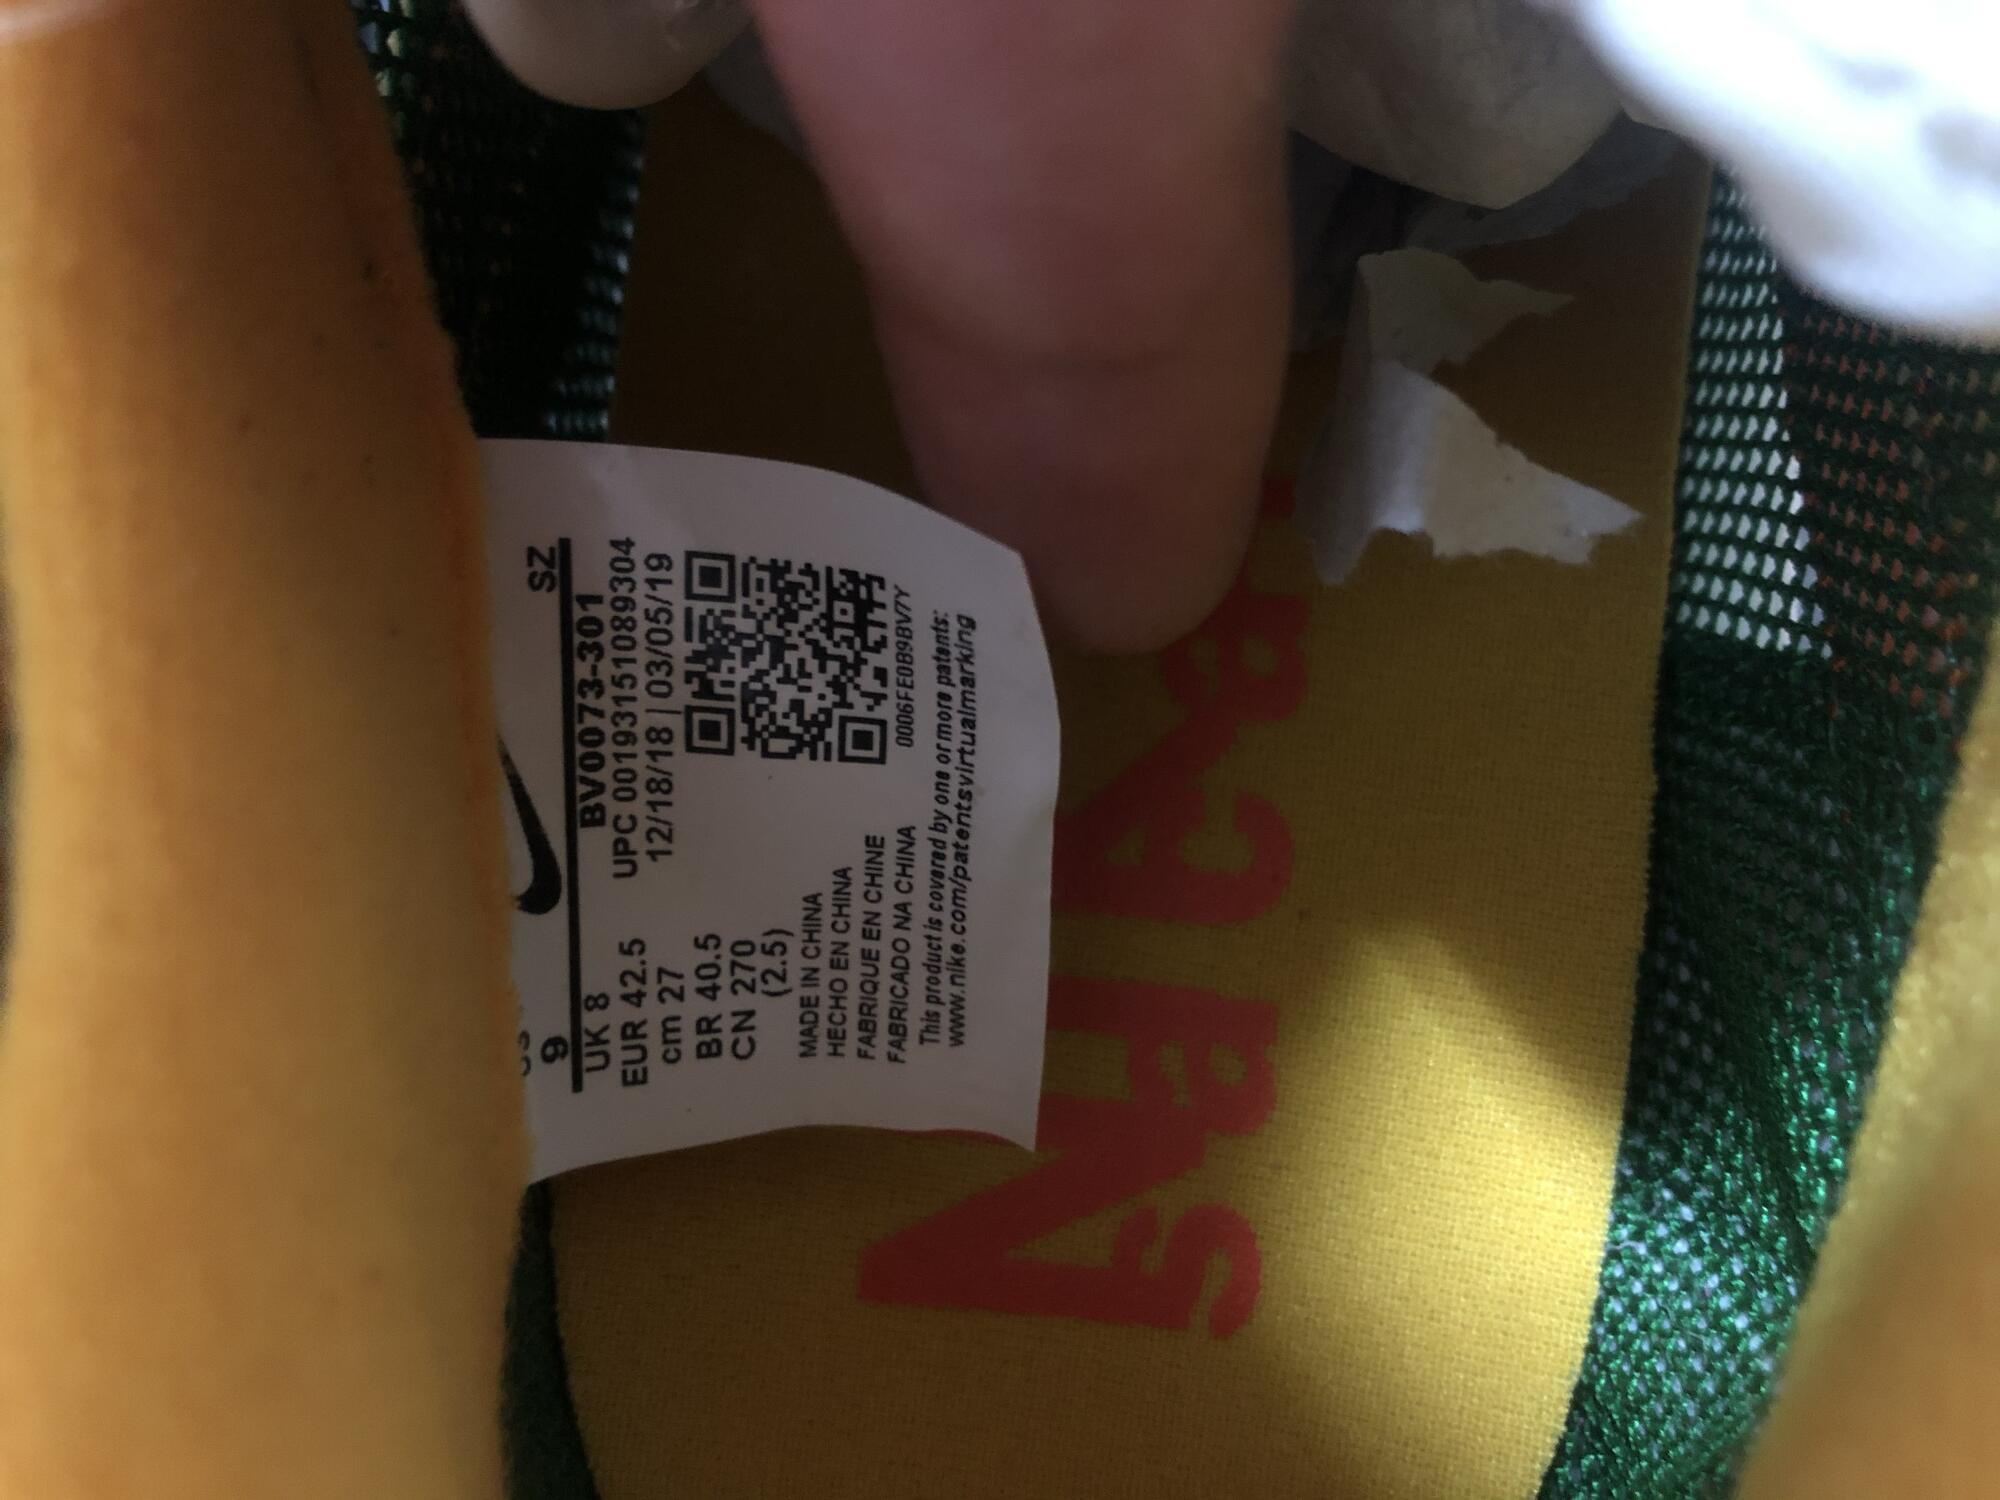 US
9
SZ
UK 8
EUR 42.5
cm 27
BR 40.5
CN 270
(2.5)
BV0073-301
UPC 00193151089304
12/18/18 | 03/05/19
0006FE0B9BV7Y
MADE IN CHINA
HECHO EN CHINA
FABRIQUE EN CHINE
FABRICADO NA CHINA
This product is covered by one or more patents:
www.nike.com/patentsvirtualmarking